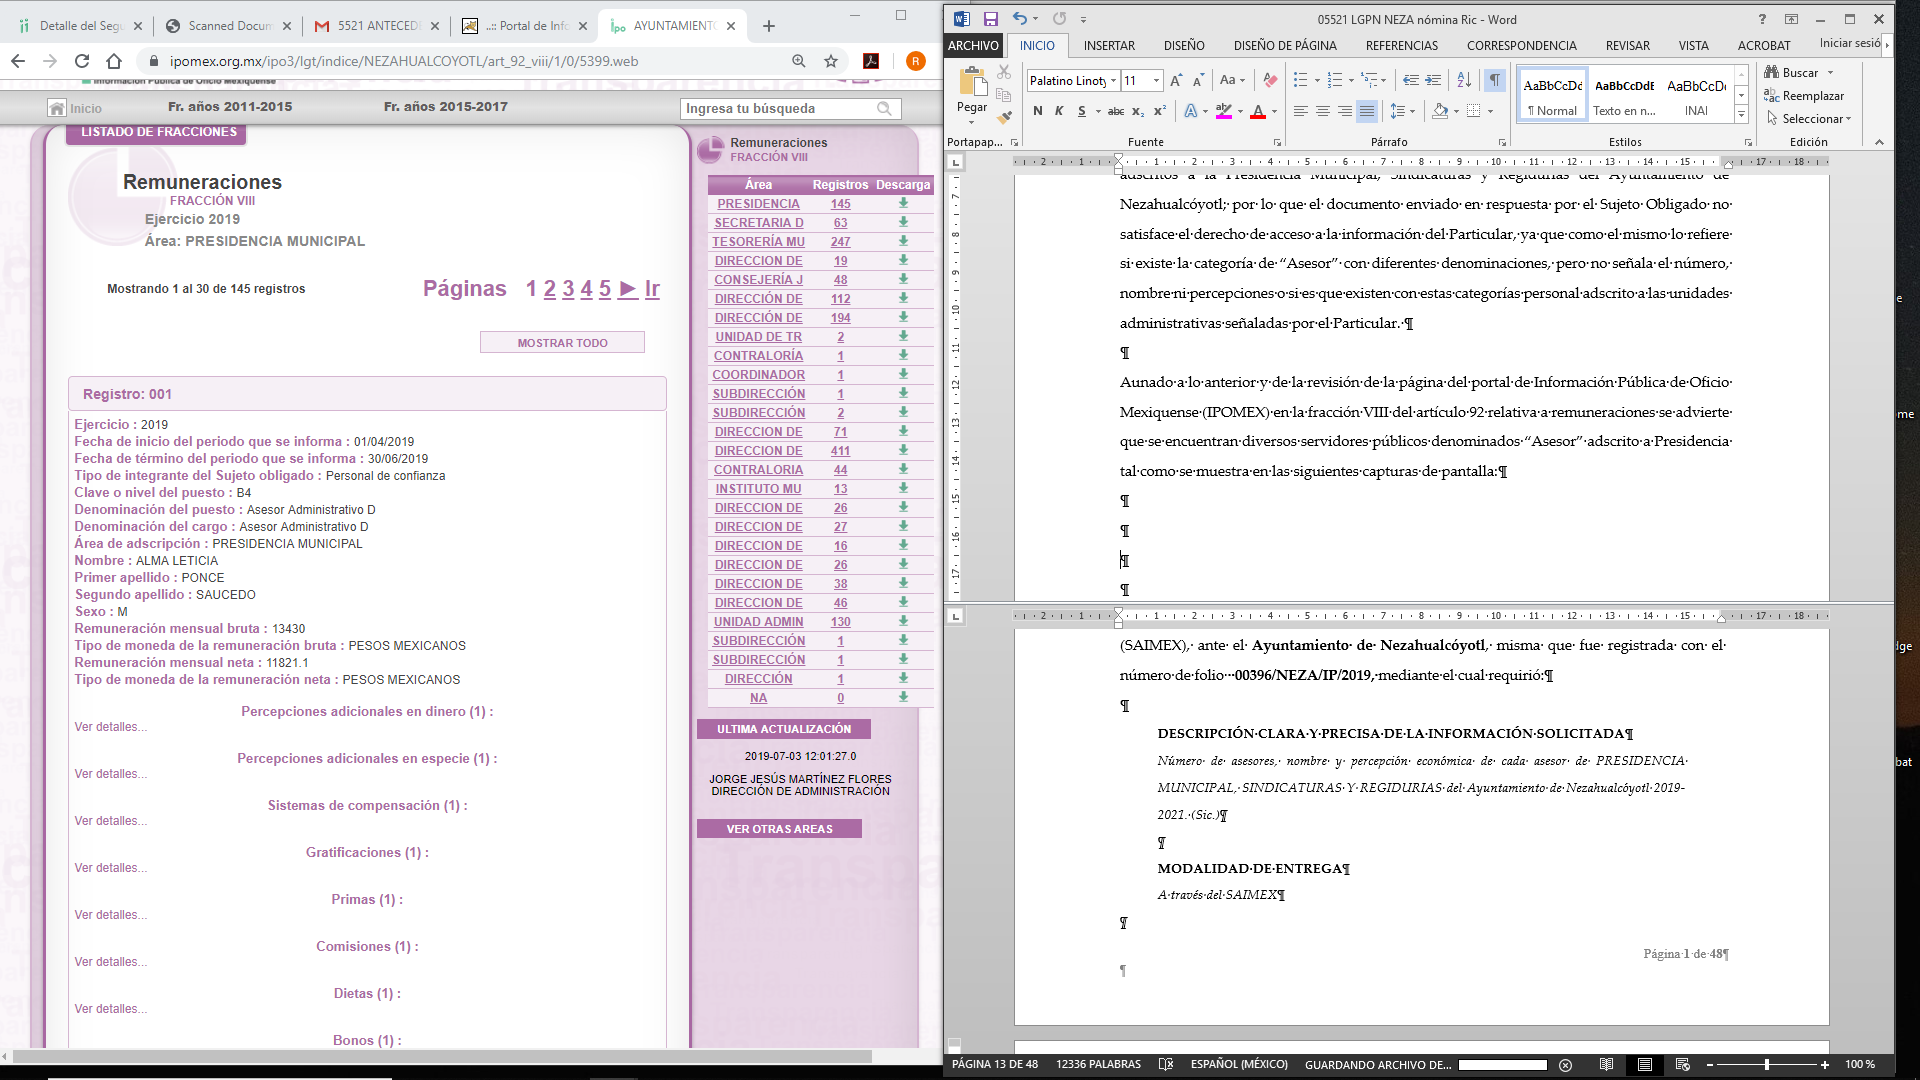 Detalle del Segu
Scanned Docum
5521 ANTECEDE
..:: Portal de Info
AYUNTAMIENTO
ipomex.org.mx/ipo3/lgt/indice/NEZAHUALCOYOTL/art_92_viii/1/0/5399.web
R
Información Pública de Oficio Mexiquense
Inicio
Fr. años 2011-2015
Fr. años 2015-2017
Ingresa tu búsqueda
LISTADO DE FRACCIONES
Remuneraciones
FRACCIÓN VIII
Ejercicio 2019
Área: PRESIDENCIA MUNICIPAL
Mostrando 1 al 30 de 145 registros
Páginas 1 2 3 4 5 ► Ir
MOSTRAR TODO
Registro: 001
Ejercicio : 2019
Fecha de inicio del periodo que se informa : 01/04/2019
Fecha de término del periodo que se informa : 30/06/2019
Tipo de integrante del Sujeto obligado : Personal de confianza
Clave o nivel del puesto : B4
Denominación del puesto : Asesor Administrativo D
Denominación del cargo : Asesor Administrativo D
Área de adscripción : PRESIDENCIA MUNICIPAL
Nombre : ALMA LETICIA
Primer apellido : PONCE
Segundo apellido : SAUCEDO
Sexo : M
Remuneración mensual bruta : 13430
Tipo de moneda de la remuneración bruta : PESOS MEXICANOS
Remuneración mensual neta : 11821.1
Tipo de moneda de la remuneración neta : PESOS MEXICANOS
Percepciones adicionales en dinero (1) :
Ver detalles...
Percepciones adicionales en especie (1) :
Ver detalles...
Sistemas de compensación (1) :
Ver detalles...
Gratificaciones (1) :
Ver detalles...
Primas (1) :
Ver detalles...
Comisiones (1) :
Ver detalles...
Dietas (1) :
Ver detalles...
Bonos (1) :
Remuneraciones
FRACCIÓN VIII
Área Registros Descarga
PRESIDENCIA 145
SECRETARIA D 63
TESORERÍA MU 247
DIRECCION DE 19
CONSEJERÍA J 48
DIRECCIÓN DE 112
DIRECCIÓN DE 194
UNIDAD DE TR 2
CONTRALORÍA 1
COORDINADOR 1
SUBDIRECCIÓN 1
SUBDIRECCIÓN 2
DIRECCION DE 71
DIRECCION DE 411
CONTRALORIA 44
INSTITUTO MU 13
DIRECCION DE 26
DIRECCION DE 27
DIRECCION DE 16
DIRECCION DE 26
DIRECCION DE 38
DIRECCION DE 46
UNIDAD ADMIN 130
SUBDIRECCIÓN 1
SUBDIRECCIÓN 1
DIRECCIÓN 1
NA 0
ULTIMA ACTUALIZACIÓN
2019-07-03 12:01:27.0
JORGE JESÚS MARTÍNEZ FLORES
DIRECCIÓN DE ADMINISTRACIÓN
VER OTRAS AREAS
05521 LGPN NEZA nómina Ric - Word
ARCHIVO INICIO INSERTAR DISEÑO DISEÑO DE PÁGINA REFERENCIAS CORRESPONDENCIA REVISAR VISTA ACROBAT Iniciar sesió
Pegar
Palatino Linoty 11
N K S abc x₂ x²
AaBbCcDc AaBbCcDdE AaBbCcDı
¶ Normal Texto en n... INAI
Buscar
Reemplazar
Seleccionar
Portapap... Fuente Párrafo Estilos Edición
adscritos a la Presidencia Municipal, Sindicaturas y Regidurías del Ayuntamiento de
Nezahualcóyotl; por lo que el documento enviado en respuesta por el Sujeto Obligado no
satisface el derecho de acceso a la información del Particular, ya que como el mismo lo refiere
si existe la categoría de “Asesor” con diferentes denominaciones, pero no señala el número,
nombre ni percepciones o si es que existen con estas categorías personal adscrito a las unidades
administrativas señaladas por el Particular. ¶
¶
Aunado a lo anterior y de la revisión de la página del portal de Información Pública de Oficio
Mexiquense (IPOMEX) en la fracción VIII del artículo 92 relativa a remuneraciones se advierte
que se encuentran diversos servidores públicos denominados “Asesor” adscrito a Presidencia
tal como se muestra en las siguientes capturas de pantalla:¶
¶
¶
¶
¶
(SAIMEX), ante el Ayuntamiento de Nezahualcóyotl, misma que fue registrada con el
número de folio 00396/NEZA/IP/2019, mediante el cual requirió:¶
¶
DESCRIPCIÓN CLARA Y PRECISA DE LA INFORMACIÓN SOLICITADA¶
Número de asesores, nombre y percepción económica de cada asesor de PRESIDENCIA
MUNICIPAL, SINDICATURAS Y REGIDURIAS del Ayuntamiento de Nezahualcóyotl 2019-
2021. (Sic.)¶
¶
MODALIDAD DE ENTREGA¶
A través del SAIMEX¶
¶
Página 1 de 48¶
¶
PÁGINA 13 DE 48 12336 PALABRAS ESPAÑOL (MÉXICO) GUARDANDO ARCHIVO DE... 100 %
e
me
dge
bat